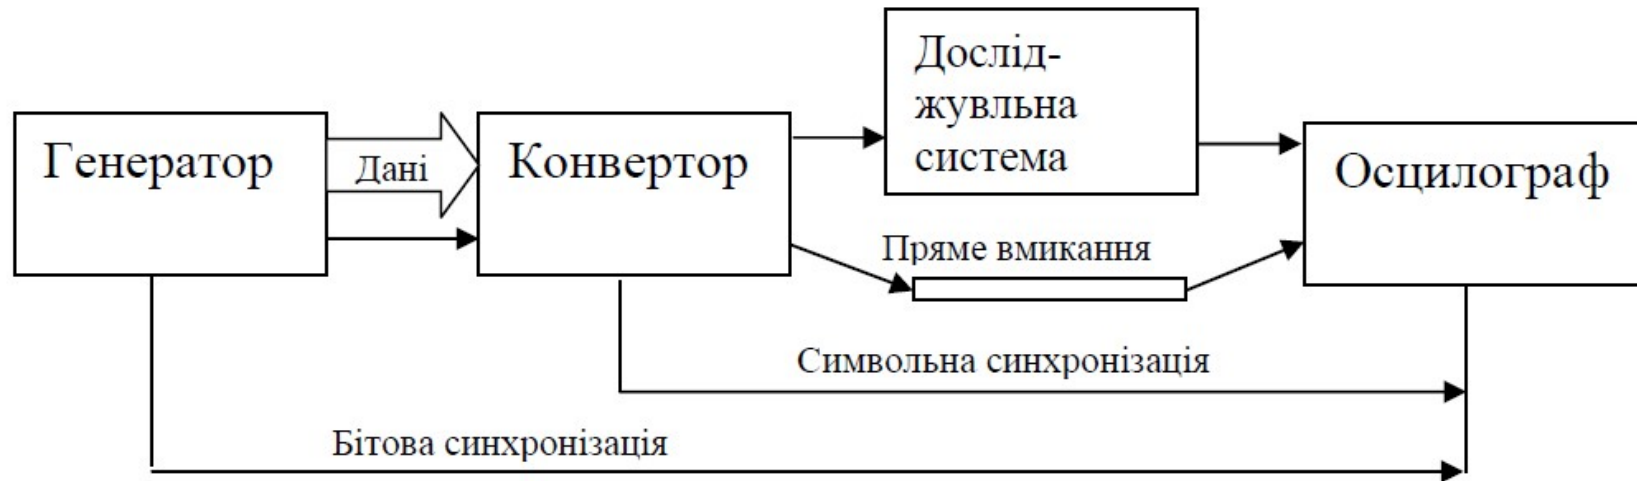 Дослід-
жувльна
система
Генератор
Дані
Конвертор
Осцилограф
Пряме вмикання
Символьна синхронізація
Бітова синхронізація